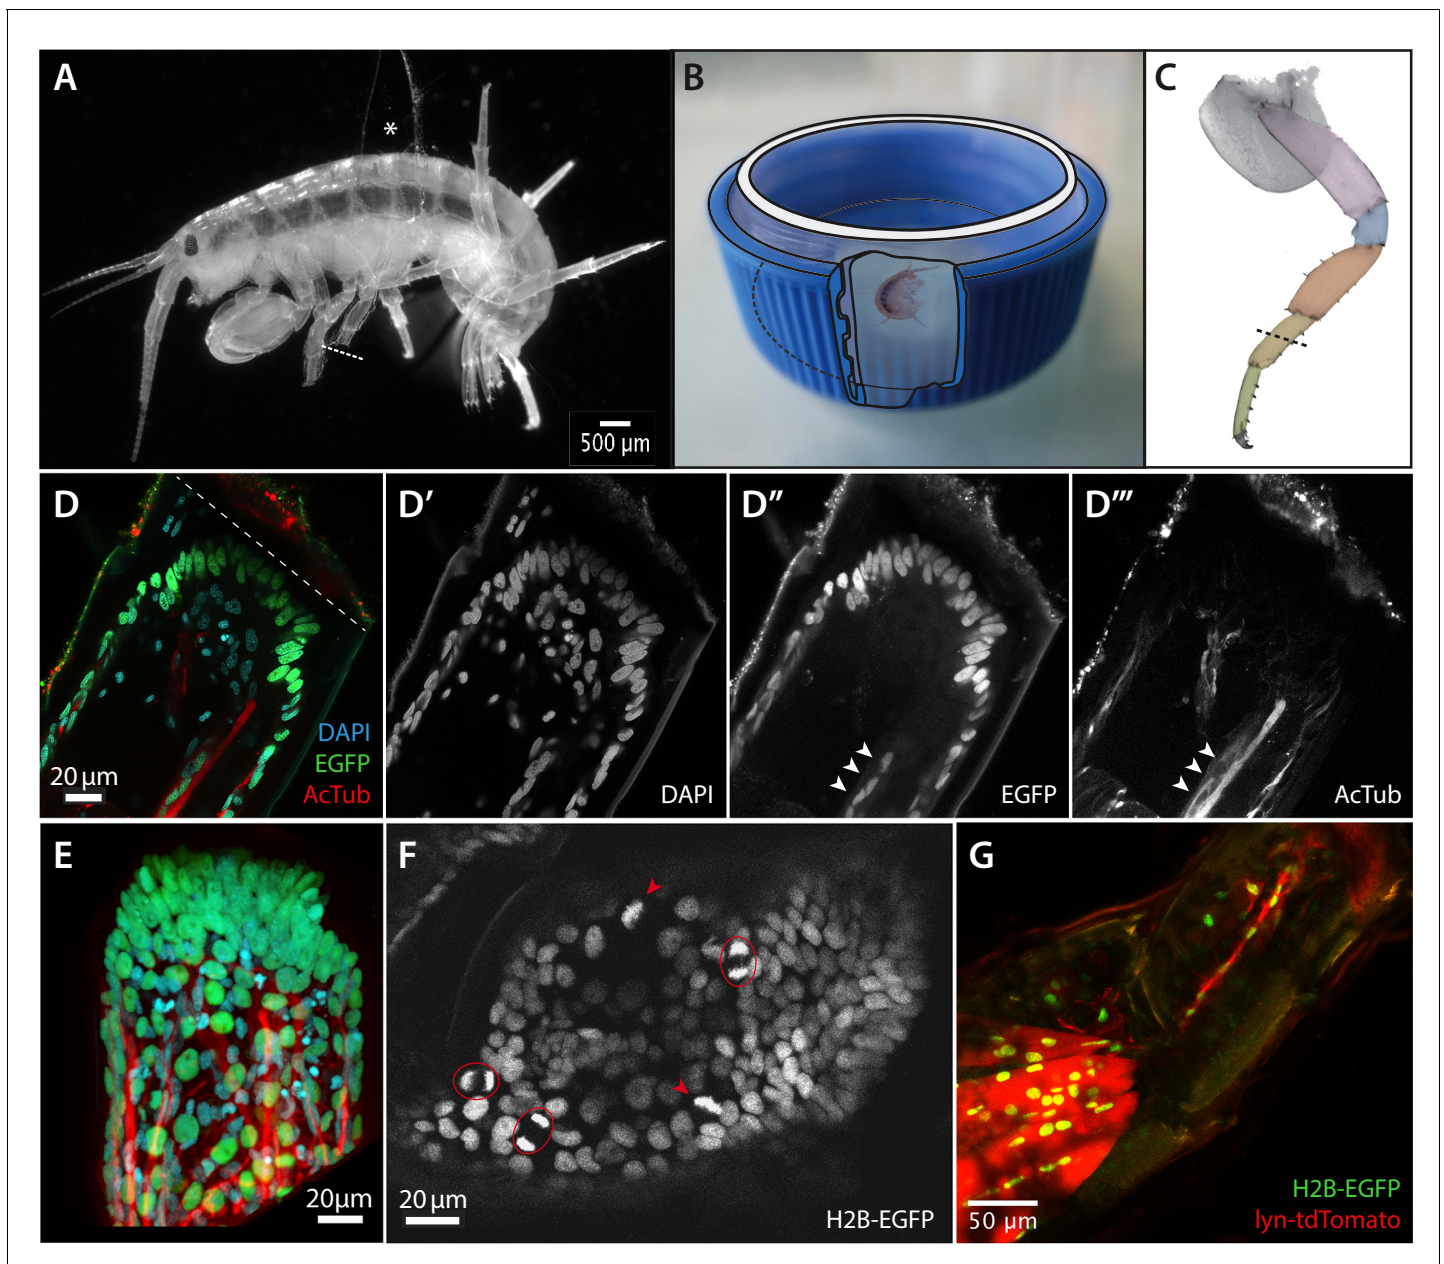 A
*
500 µm
B
C
D
DAPI
EGFP
AcTub
20 µm
D'
DAPI
D''
EGFP
D'''
AcTub
E
20µm
F
20 µm
H2B-EGFP
G
H2B-EGFP
lyn-tdTomato
50 µm